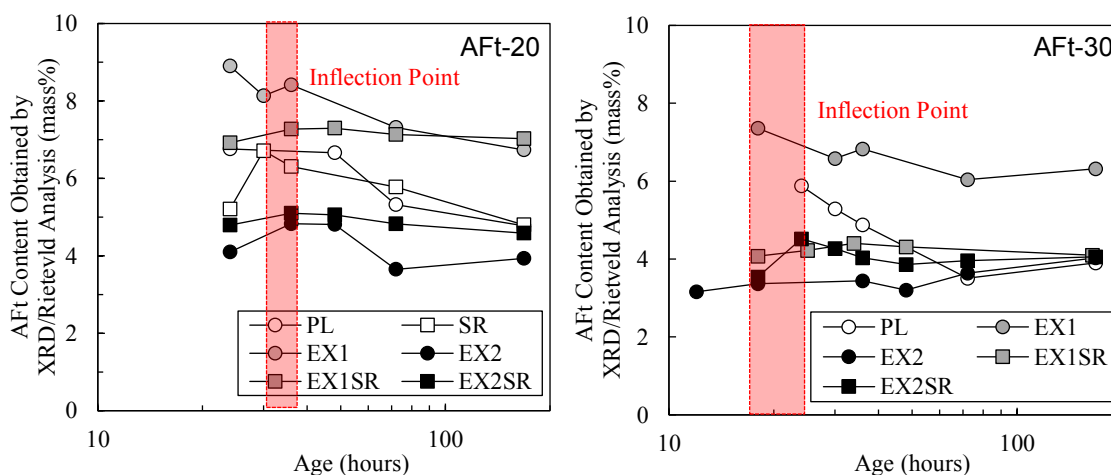 AFt Content Obtained by
XRD/Rietveld Analysis (mass%)
10
8
6
4
2
0
AFt-20
Inflection Point
PL
SR
EX1
EX2
EX1SR
EX2SR
10
100
Age (hours)
AFt Content Obtained by
XRD/Rietveld Analysis (mass%)
10
8
6
4
2
0
AFt-30
Inflection Point
PL
EX1
EX2
EX1SR
EX2SR
10
100
Age (hours)